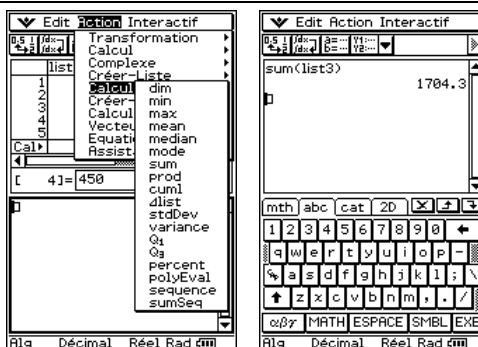 Edit Action Interactif
Transformation
Calcul
Complexe
Créer-Liste
Calcul
Créer-
Calcul
Vecteu
Equati
Assist.
dim
min
max
mean
median
mode
sum
prod
cuml
⊿list
stdDev
variance
Q1
Q3
percent
polyEval
sequence
sumSeq
list
1
2
3
4
5
Cal▸
[ 4]= 450
Alg Décimal Réel Rad
Edit Action Interactif
sum(list3)
1704.3
mth abc cat 2D
1 2 3 4 5 6 7 8 9 0
q w e r t y u i o p -
a s d f g h j k l ; \
z x c v b n m , . /
αβγ MATH ESPACE SMBL EXE
Alg Décimal Réel Rad